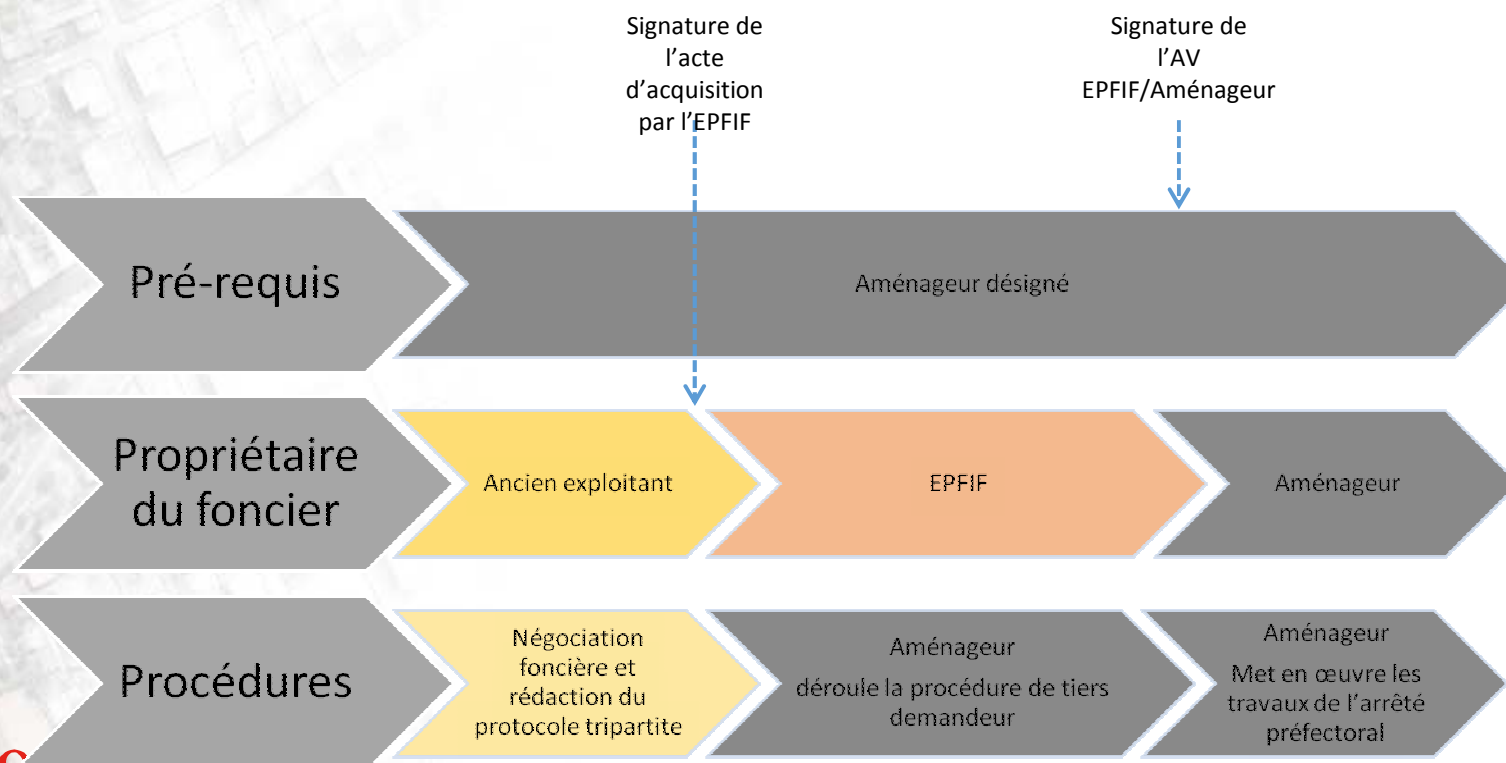 Signature de
l’acte
d’acquisition
par l’EPFIF
Signature de
l’AV
EPFIF/Aménageur
Pré-requis
Aménageur désigné
Propriétaire
du foncier
Ancien exploitant
EPFIF
Aménageur
Procédures
Négociation
foncière et
rédaction du
protocole tripartite
Aménageur
déroule la procédure de tiers
demandeur
Aménageur
Met en œuvre les
travaux de l’arrêté
préfectoral